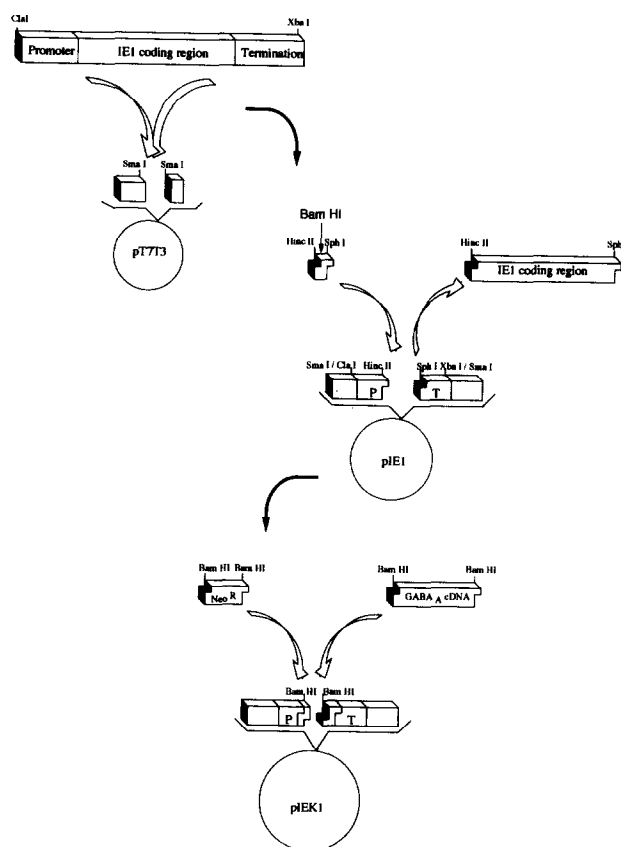 Cla I Xba I
Promoter IE1 coding region Termination
Sma I Sma I
pT7T3
Bam HI
Hinc II Sph I
Hinc II Sph
IE1 coding region
Sma I / Cla I Hinc II Sph I Xba I / Sma I
P T
pIE1
Bam HI Bam HI Bam HI Bam HI
Neo R GABA A cDNA
Bam HI Bam HI
P T
pIEK1